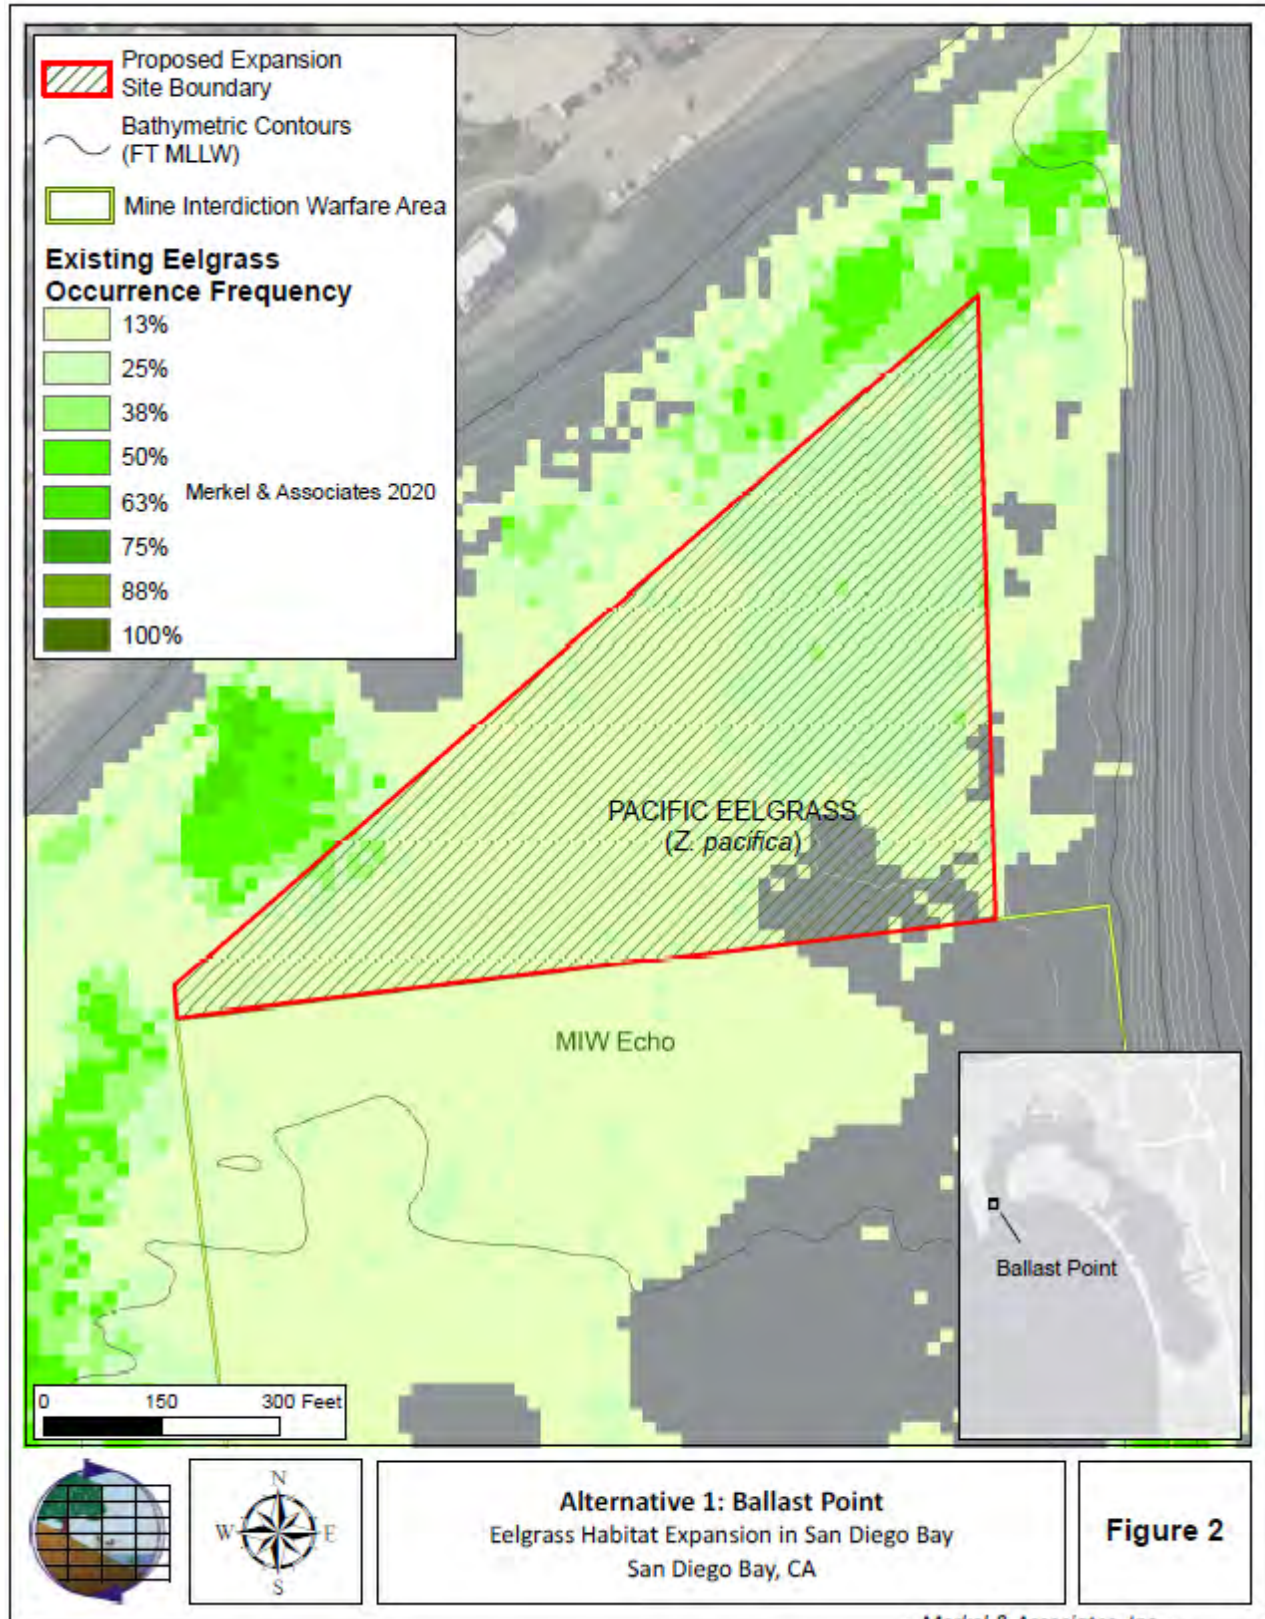 Proposed Expansion
Site Boundary
Bathymetric Contours
(FT MLLW)
Mine Interdiction Warfare Area
Existing Eelgrass
Occurrence Frequency
13%
25%
38%
50%
63%
75%
88%
100%
Merkel & Associates 2020
PACIFIC EELGRASS
(Z. pacifica)
MIW Echo
Ballast Point
0 150 300 Feet
N
W E
S
Alternative 1: Ballast Point
Eelgrass Habitat Expansion in San Diego Bay
San Diego Bay, CA
Figure 2